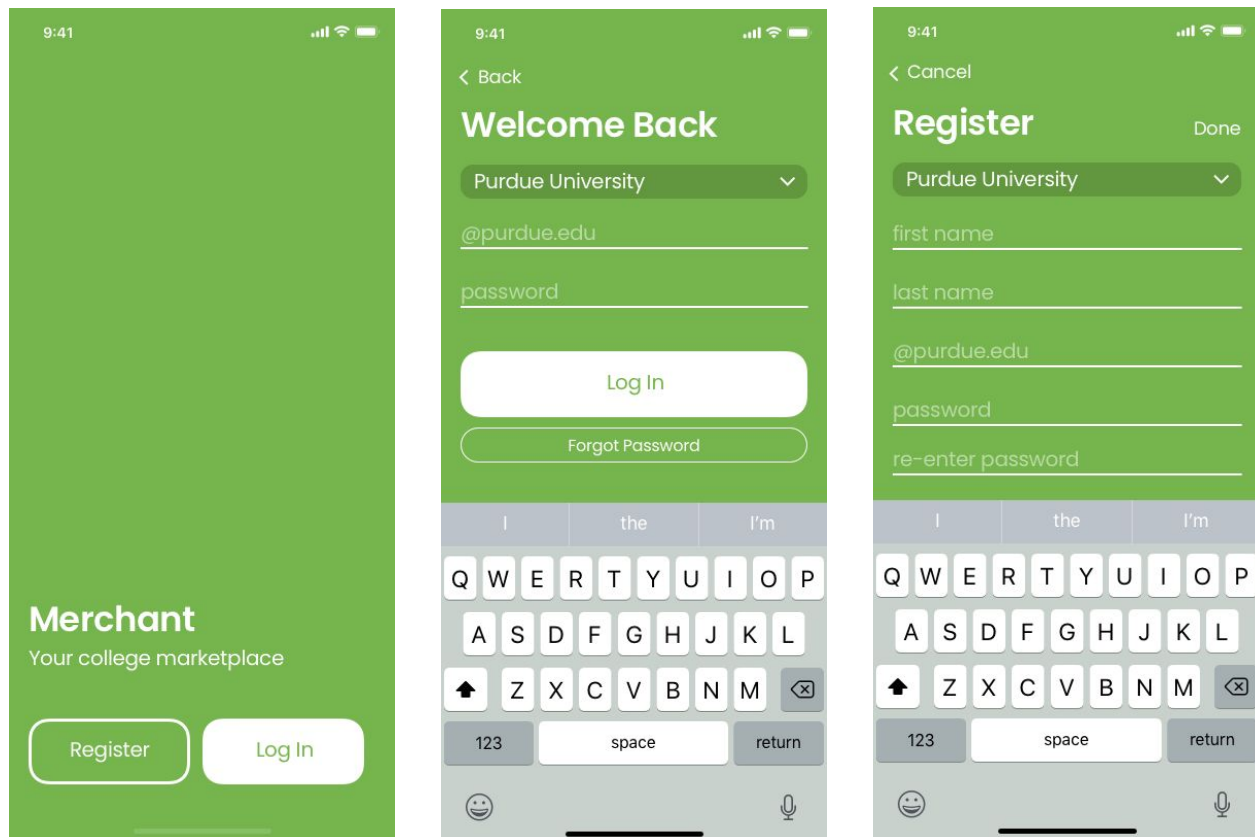 9:41
Merchant
Your college marketplace
Register Log In
9:41
Back
Welcome Back
Purdue University
@purdue.edu
password
Log In
Forgot Password
I the I'm
Q W E R T Y U I O P
A S D F G H J K L
Z X C V B N M
123 space return
9:41
Cancel
Register Done
Purdue University
first name
last name
@purdue.edu
password
re-enter password
I the I'm
Q W E R T Y U I O P
A S D F G H J K L
Z X C V B N M
123 space return